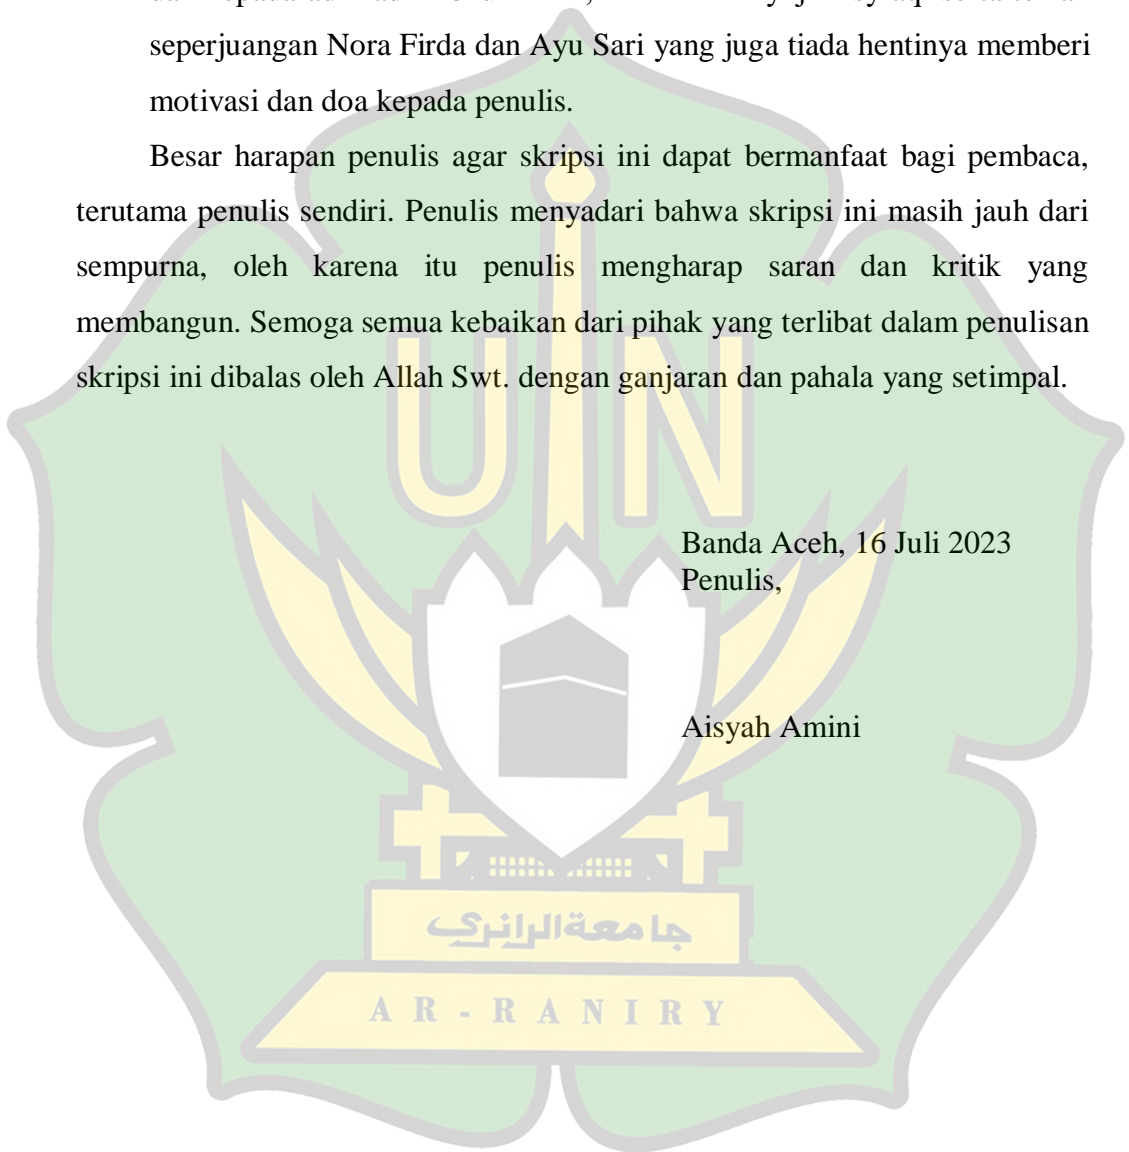 seperjuangan Nora Firda dan Ayu Sari yang juga tiada hentinya memberi
motivasi dan doa kepada penulis.
Besar harapan penulis agar skripsi ini dapat bermanfaat bagi pembaca,
terutama penulis sendiri. Penulis menyadari bahwa skripsi ini masih jauh dari
sempurna, oleh karena itu penulis mengharap saran dan kritik yang
membangun. Semoga semua kebaikan dari pihak yang terlibat dalam penulisan
skripsi ini dibalas oleh Allah Swt. dengan ganjaran dan pahala yang setimpal.
UIN
Banda Aceh, 16 Juli 2023
Penulis,
Aisyah Amini
جامعةالرانري
AR-RANIRY